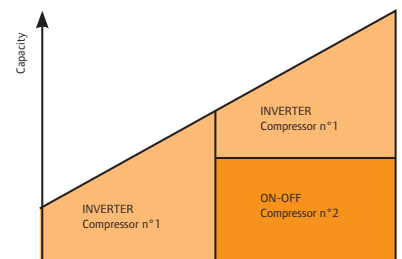 Capacity
INVERTER
Compressor n°1
INVERTER
Compressor n°1
ON-OFF
Compressor n°2